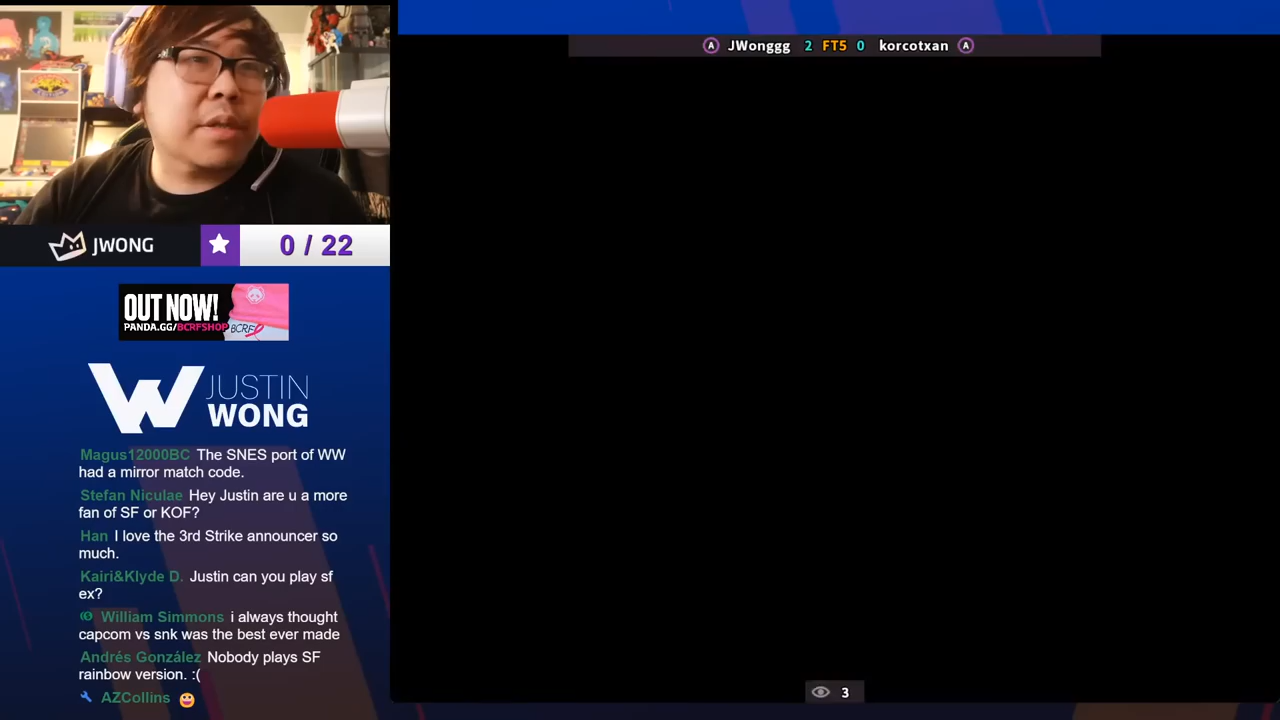 JWonggg 2 FT5 0 korcotxan
JWONG
0 / 22
OUT NOW!
PANDA.GG/BCRFSHOP
BCRF
JUSTIN
WONG
Magus12000BC The SNES port of WW
had a mirror match code.
Stefan Niculae Hey Justin are u a more
fan of SF or KOF?
Han I love the 3rd Strike announcer so
much.
Kairi&Klyde D. Justin can you play sf
ex?
William Simmons i always thought
capcom vs snk was the best ever made
Andrés González Nobody plays SF
rainbow version. :(
AZCollins
3